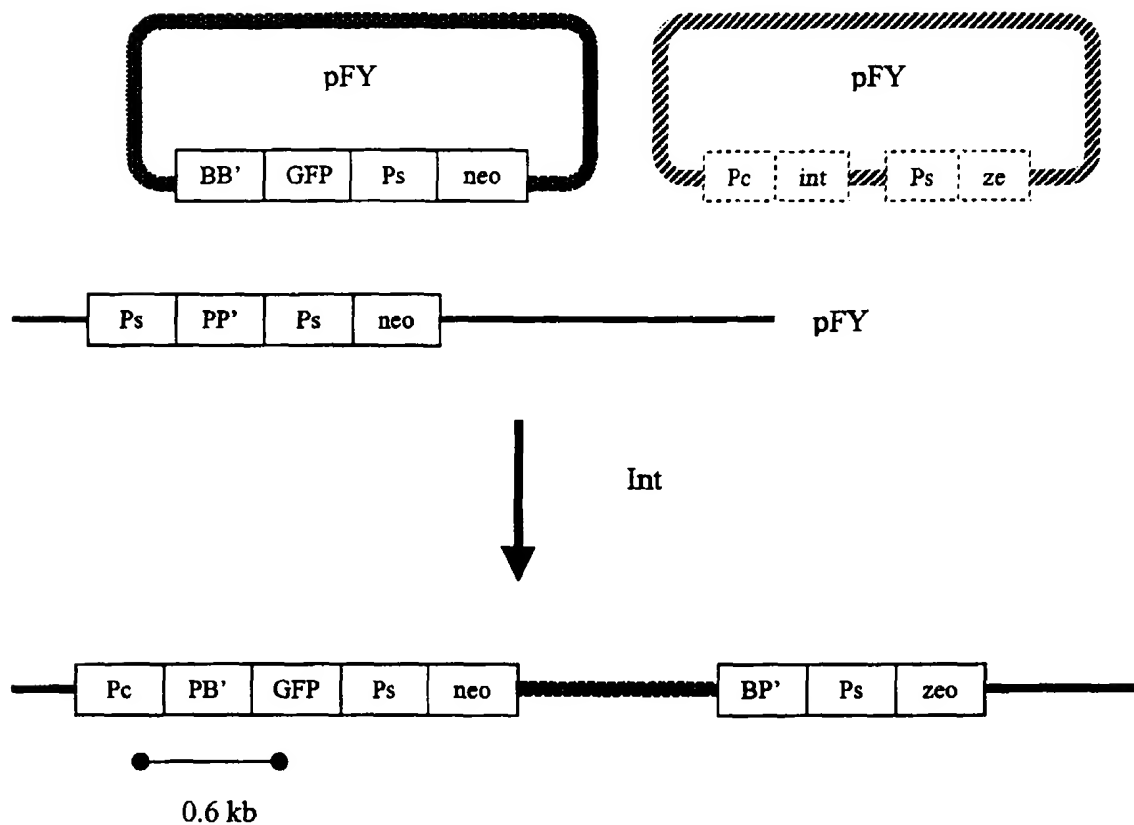 pFY pFY
BB' GFP Ps neo Pc int Ps ze
Ps PP' Ps neo pFY
Int
Pc PB' GFP Ps neo BP' Ps zeo
0.6 kb